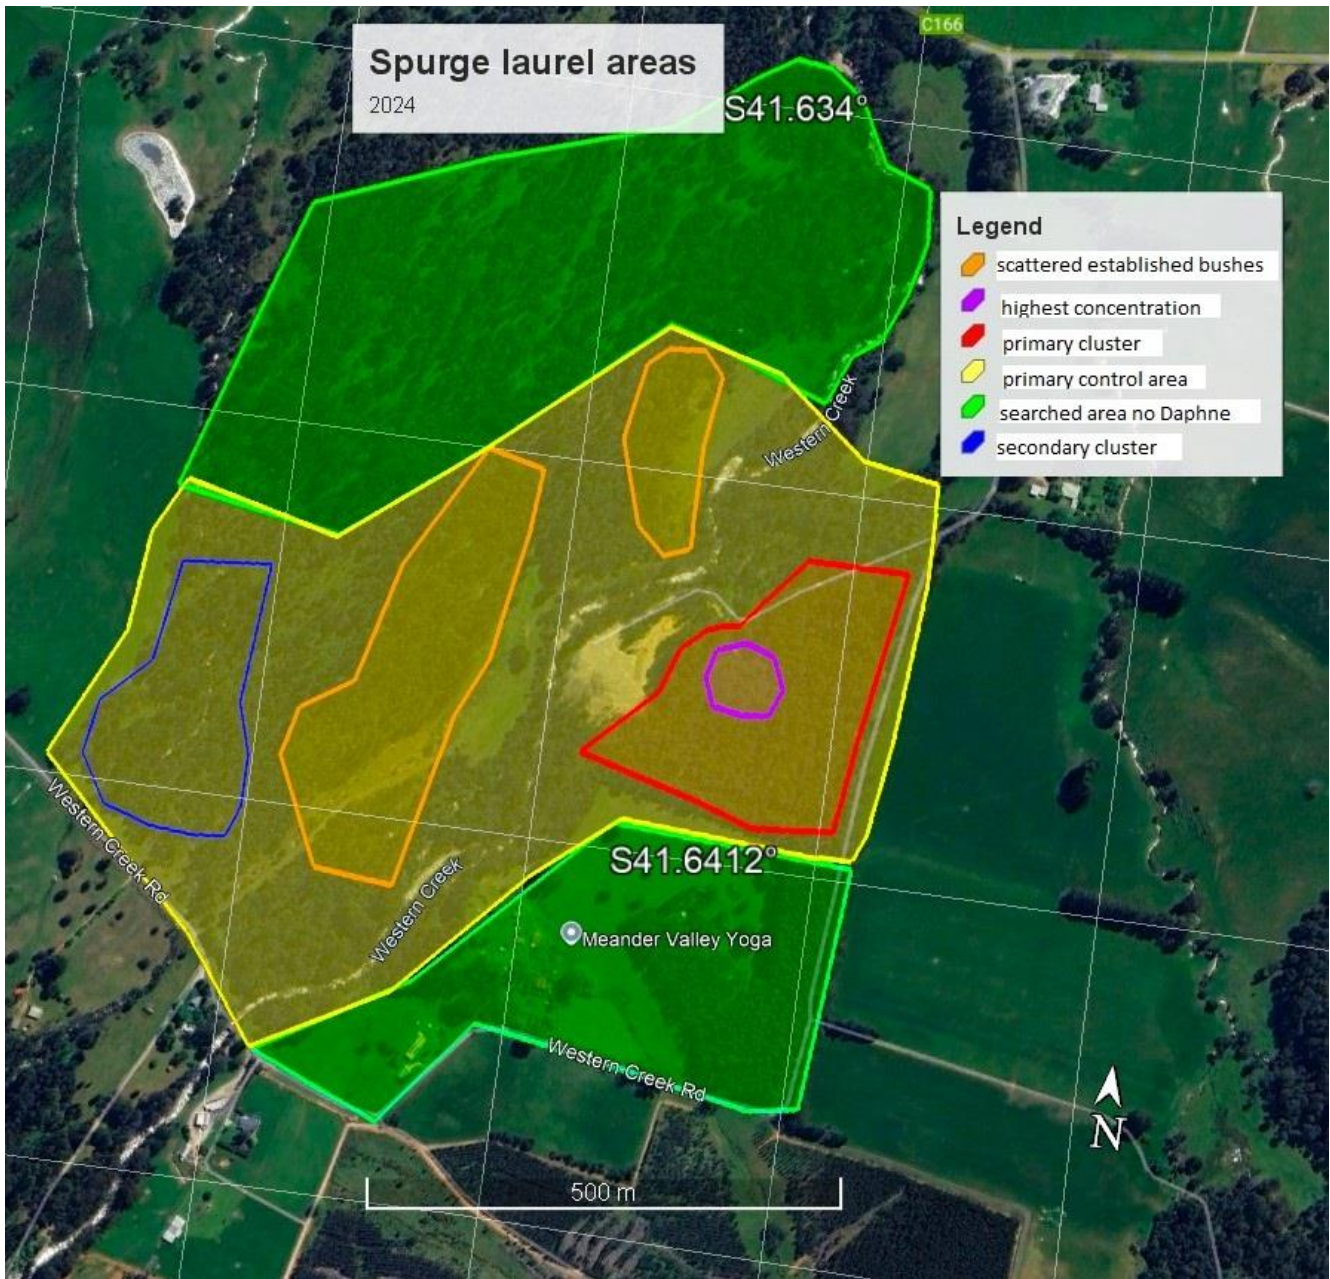 C166
Spurge laurel areas
2024
S41.634°
Legend
scattered established bushes
highest concentration
primary cluster
primary control area
searched area no Daphne
secondary cluster
Western Creek
Western Creek Rd
Western Creek
S41.6412°
Meander Valley Yoga
Western Creek Rd
N
500 m